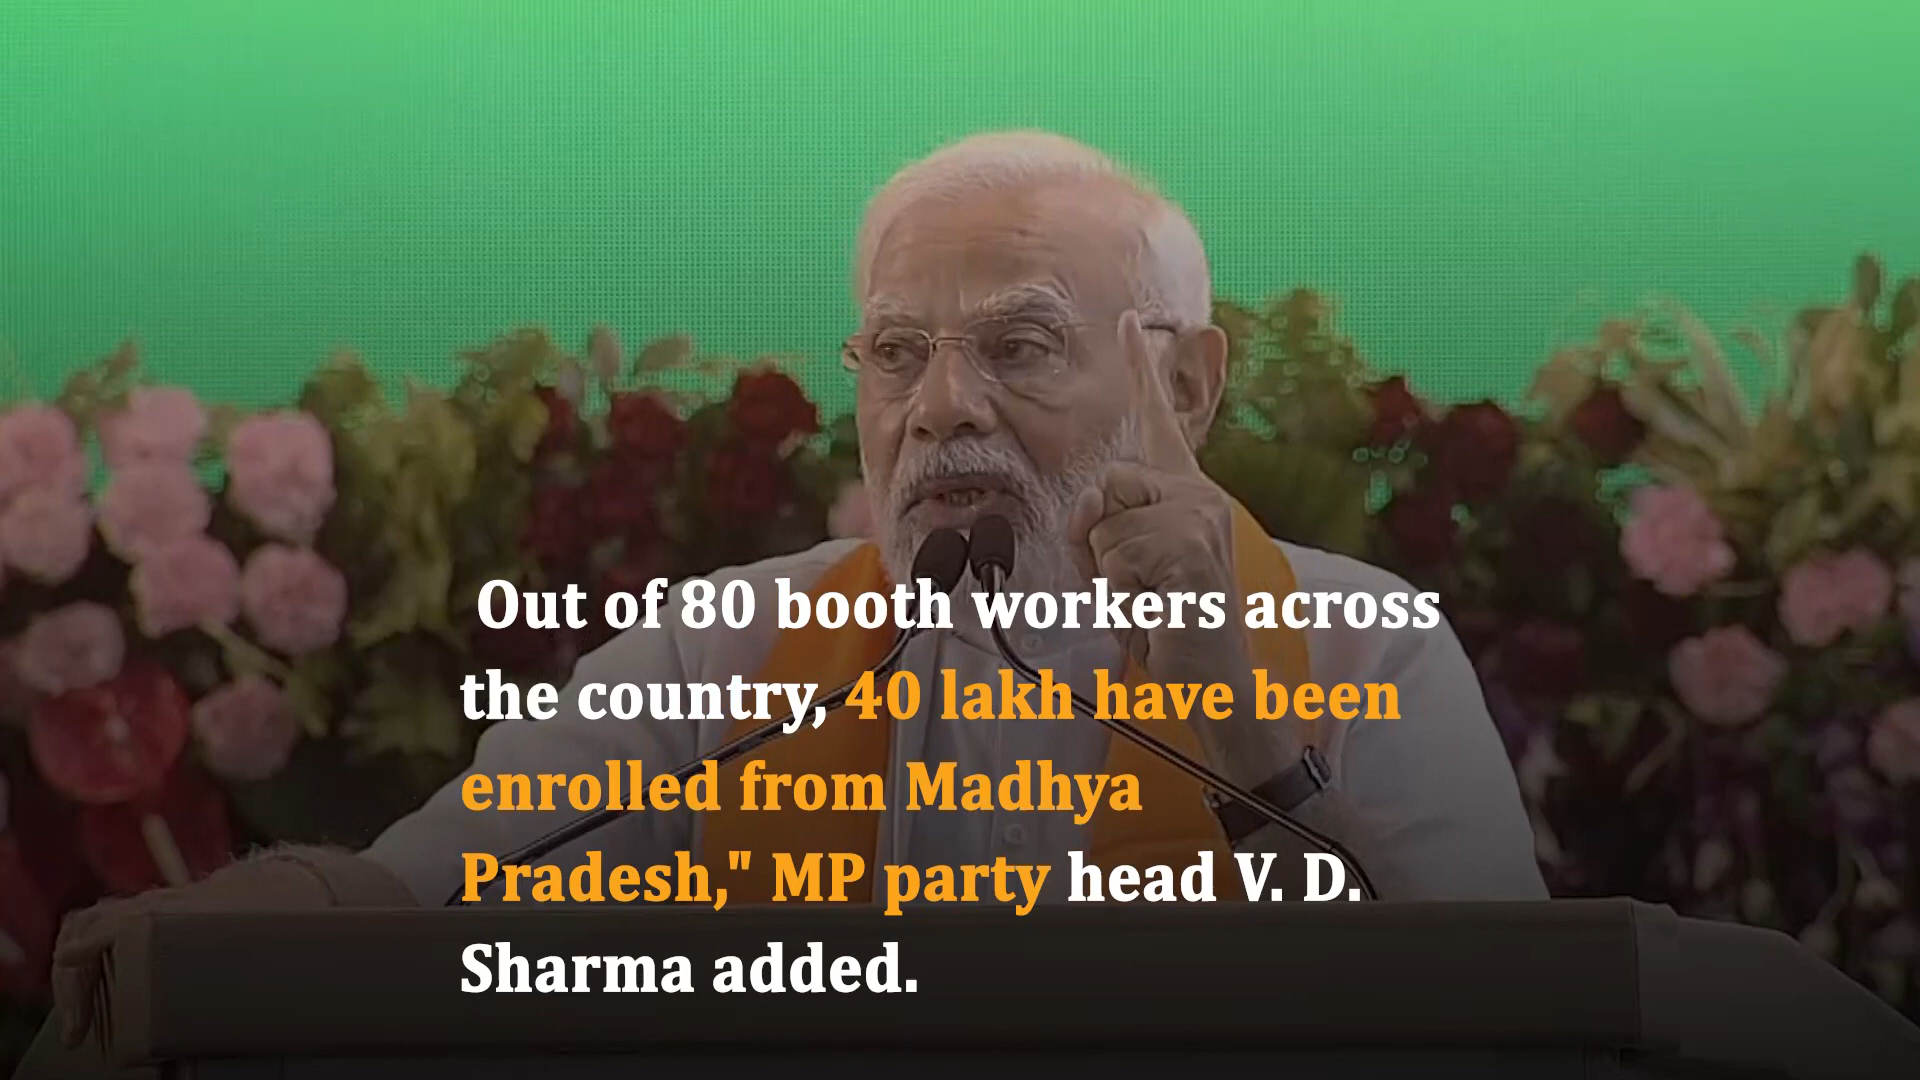 Out of 80 booth workers across
the country, 40 lakh have been
enrolled from Madhya
Pradesh," MP party head V. D.
Sharma added.